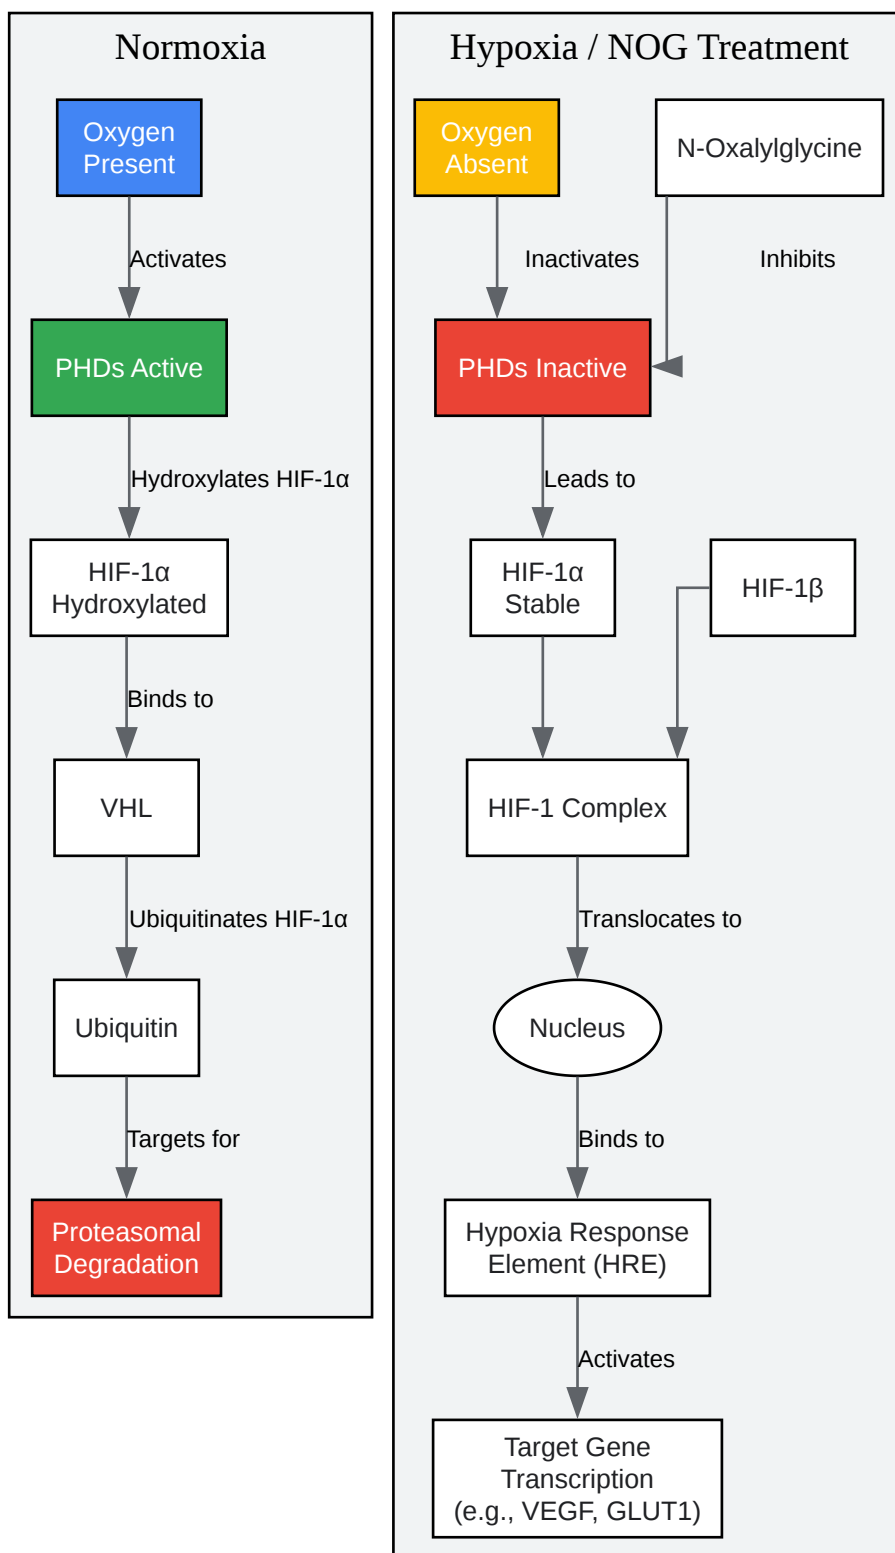 Normoxia
Oxygen
Present
Activates
PHDs Active
Hydroxylates HIF-1α
HIF-1α
Hydroxylated
Binds to
VHL
Ubiquitinates HIF-1α
Ubiquitin
Targets for
Proteasomal
Degradation
Hypoxia / NOG Treatment
Oxygen
Absent
N-Oxalylglycine
Inactivates
Inhibits
PHDs Inactive
Leads to
HIF-1α
Stable
HIF-1β
HIF-1 Complex
Translocates to
Nucleus
Binds to
Hypoxia Response
Element (HRE)
Activates
Target Gene
Transcription
(e.g., VEGF, GLUT1)